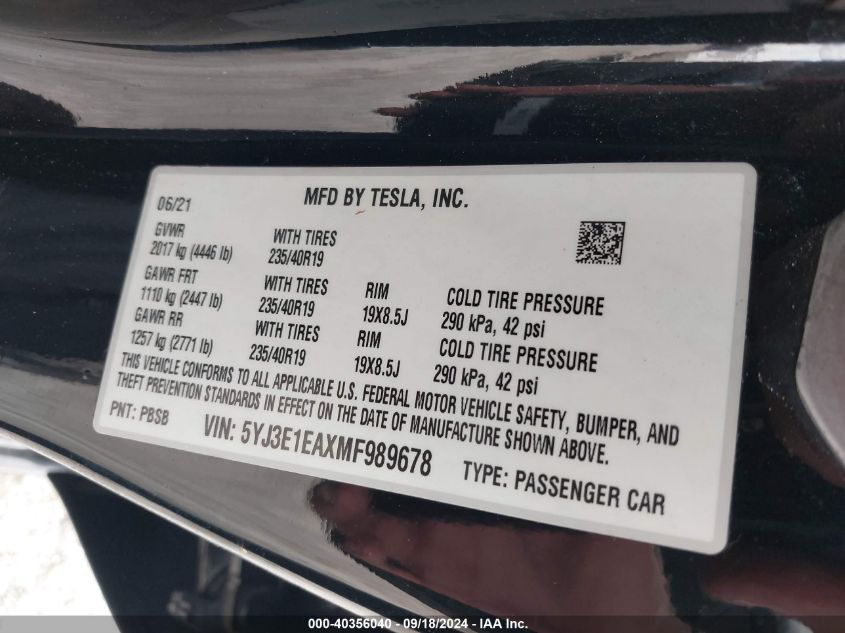 MFD BY TESLA, INC.
06/21
GVWR
2017 kg (4446 lb)
WITH TIRES
235/40R19
GAWR FRT
1110 kg (2447 lb)
WITH TIRES
235/40R19
RIM
19X8.5J
COLD TIRE PRESSURE
290 kPa, 42 psi
GAWR RR
1257 kg (2771 lb)
WITH TIRES
235/40R19
RIM
19X8.5J
COLD TIRE PRESSURE
290 kPa, 42 psi
THIS VEHICLE CONFORMS TO ALL APPLICABLE U.S. FEDERAL MOTOR VEHICLE SAFETY, BUMPER, AND
THEFT PREVENTION STANDARDS IN EFFECT ON THE DATE OF MANUFACTURE SHOWN ABOVE.
PNT: PBSB
VIN: 5YJ3E1EAXMF989678
TYPE: PASSENGER CAR
000-40356040 - 09/18/2024 - IAA Inc.